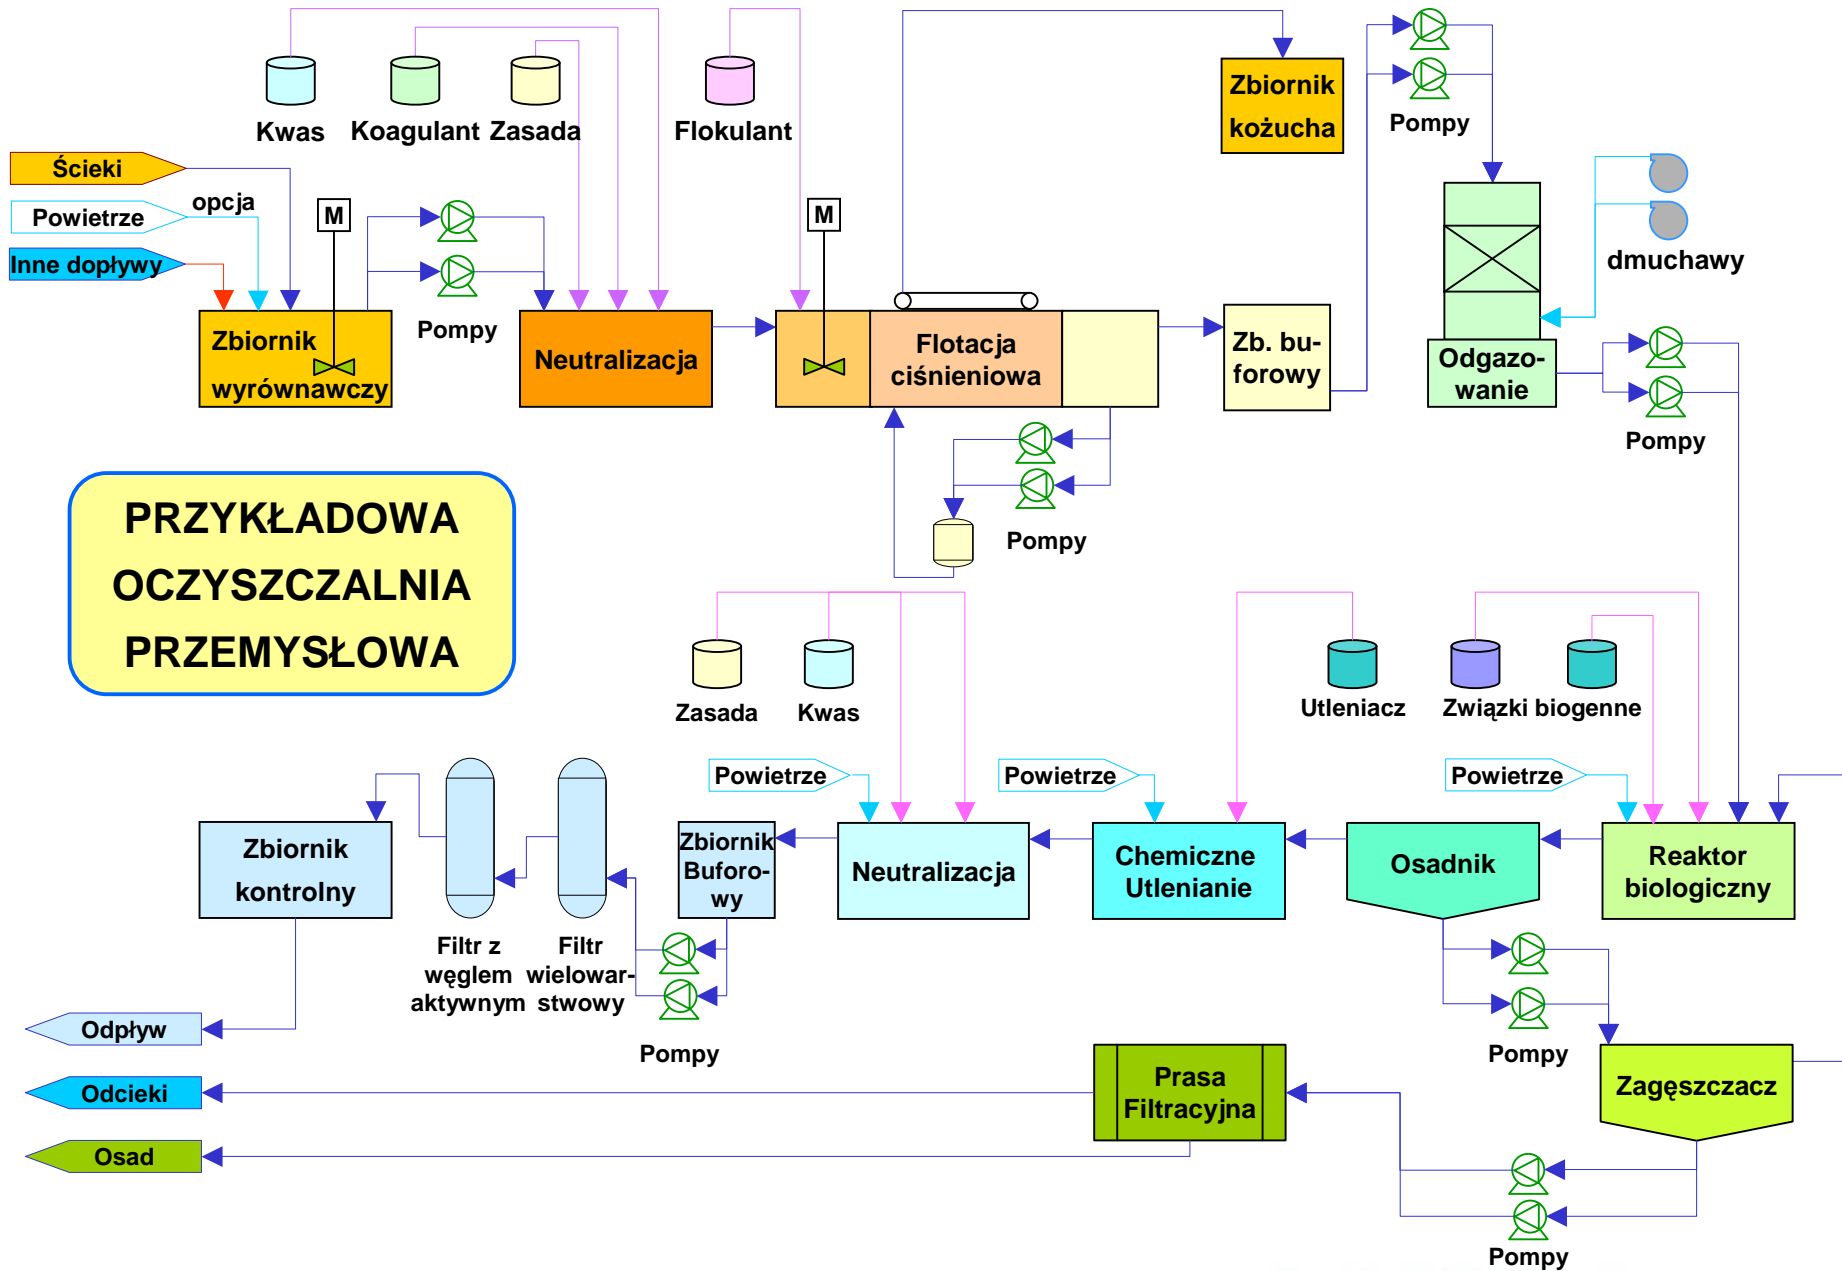 Kwas
Koagulant
Zasada
Flokulant
Zbiornik
kożucha
Pompy
Ścieki
Powietrze
opcja
Inne dopływy
M
M
dmuchawy
Pompy
Zbiornik
wyrównawczy
Neutralizacja
Flotacja
ciśnieniowa
Zb. bu-
forowy
Odgazo-
wanie
Pompy
Pompy
PRZYKŁADOWA
OCZYSZCZALNIA
PRZEMYSŁOWA
Zasada
Kwas
Utleniacz
Związki biogenne
Powietrze
Powietrze
Powietrze
Zbiornik
kontrolny
Filtr z
węglem
aktywnym
Filtr
wielowar-
stwowy
Zbiornik
Buforo-
wy
Neutralizacja
Chemiczne
Utlenianie
Osadnik
Reaktor
biologiczny
Pompy
Pompy
Odpływ
Odcieki
Osad
Prasa
Filtracyjna
Zagęszczacz
Pompy